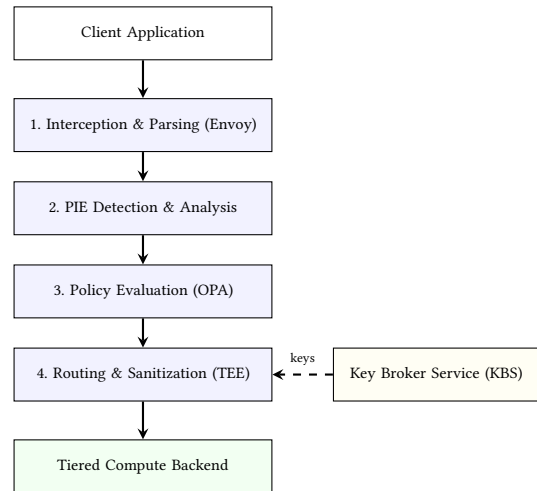 Client Application
1. Interception & Parsing (Envoy)
2. PIE Detection & Analysis
3. Policy Evaluation (OPA)
4. Routing & Sanitization (TEE)
keys
Key Broker Service (KBS)
Tiered Compute Backend